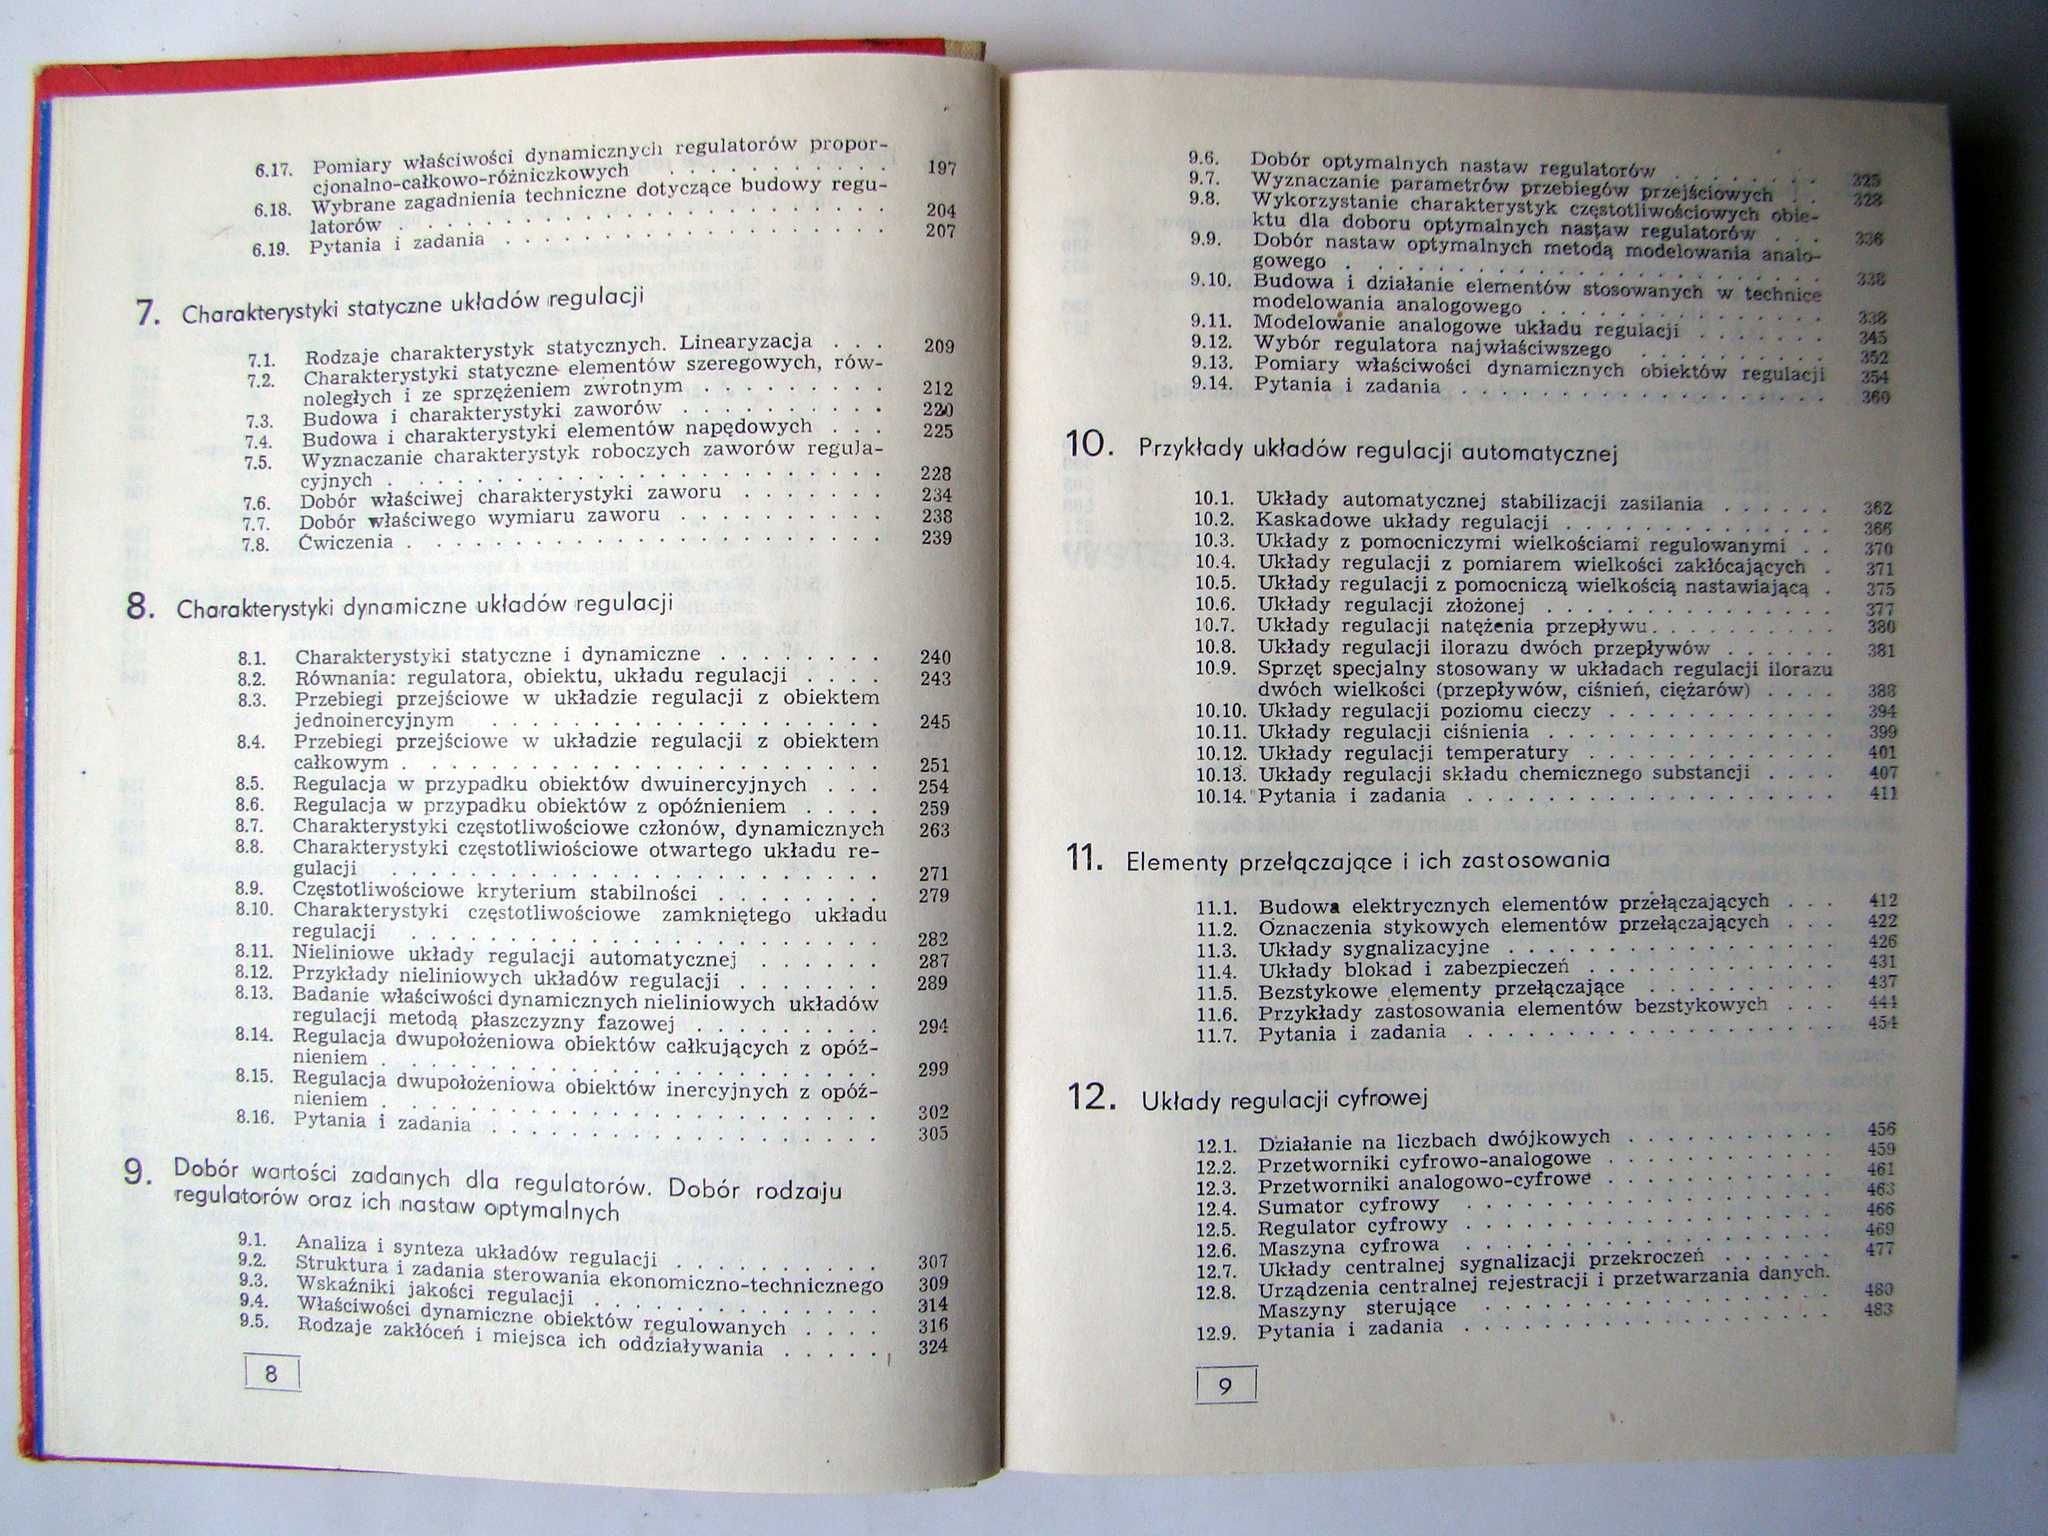 6.17. Pomiary właściwości dynamicznych regulatorów propor-
cjonalno-całkowo-różniczkowych . . . . . . . . . . 197
6.18. Wybrane zagadnienia techniczne dotyczące budowy regu-
latorów . . . . . . . . . . . . . . . . . . . 204
6.19. Pytania i zadania . . . . . . . . . . . . . . . 207
7. Charakterystyki statyczne układów regulacji
7.1. Rodzaje charakterystyk statycznych. Linearyzacja . . . 209
7.2. Charakterystyki statyczne elementów szeregowych, rów-
noległych i ze sprzężeniem zwrotnym . . . . . . . . . 212
7.3. Budowa i charakterystyki zaworów . . . . . . . . . . 220
7.4. Budowa i charakterystyki elementów napędowych . . . 225
7.5. Wyznaczanie charakterystyk roboczych zaworów regula-
cyjnych . . . . . . . . . . . . . . . . . . . 228
7.6. Dobór właściwej charakterystyki zaworu . . . . . . . 234
7.7. Dobór właściwego wymiaru zaworu . . . . . . . . . . 238
7.8. Ćwiczenia . . . . . . . . . . . . . . . . . . . 239
8. Charakterystyki dynamiczne układów regulacji
8.1. Charakterystyki statyczne i dynamiczne . . . . . . . . 240
8.2. Równania: regulatora, obiektu, układu regulacji . . . . 243
8.3. Przebiegi przejściowe w układzie regulacji z obiektem
jednoinercyjnym . . . . . . . . . . . . . . . . . 245
8.4. Przebiegi przejściowe w układzie regulacji z obiektem
całkowym . . . . . . . . . . . . . . . . . . . 251
8.5. Regulacja w przypadku obiektów dwuinercyjnych . . . 254
8.6. Regulacja w przypadku obiektów z opóźnieniem . . . . 259
8.7. Charakterystyki częstotliwościowe członów, dynamicznych 263
8.8. Charakterystyki częstotliwiościowe otwartego układu re-
gulacji . . . . . . . . . . . . . . . . . . . . 271
8.9. Częstotliwościowe kryterium stabilności . . . . . . . . 279
8.10. Charakterystyki częstotliwościowe zamkniętego układu
regulacji . . . . . . . . . . . . . . . . . . . 282
8.11. Nieliniowe układy regulacji automatycznej . . . . . . 287
8.12. Przykłady nieliniowych układów regulacji . . . . . . . 289
8.13. Badanie właściwości dynamicznych nieliniowych układów
regulacji metodą płaszczyzny fazowej . . . . . . . . . 294
8.14. Regulacja dwupołożeniowa obiektów całkujących z opóź-
nieniem . . . . . . . . . . . . . . . . . . . . 299
8.15. Regulacja dwupołożeniowa obiektów inercyjnych z opóź-
nieniem . . . . . . . . . . . . . . . . . . . . 302
8.16. Pytania i zadania . . . . . . . . . . . . . . . . 305
9. Dobór wartości zadanych dla regulatorów. Dobór rodzaju
regulatorów oraz ich nastaw optymalnych
9.1. Analiza i synteza układów regulacji . . . . . . . . . 307
9.2. Struktura i zadania sterowania ekonomiczno-technicznego 309
9.3. Wskaźniki jakości regulacji . . . . . . . . . . . . . 314
9.4. Właściwości dynamiczne obiektów regulowanych . . . . 316
9.5. Rodzaje zakłóceń i miejsca ich oddziaływania . . . . . 324
8
9.6. Dobór optymalnych nastaw regulatorów . . . . . . . . 325
9.7. Wyznaczanie parametrów przebiegów przejściowych . . 328
9.8. Wykorzystanie charakterystyk częstotliwościowych obie-
ktu dla doboru optymalnych nastaw regulatorów . . . 336
9.9. Dobór nastaw optymalnych metodą modelowania analo-
gowego . . . . . . . . . . . . . . . . . . . . 338
9.10. Budowa i działanie elementów stosowanych w technice
modelowania analogowego . . . . . . . . . . . . . 338
9.11. Modelowanie analogowe układu regulacji . . . . . . . 345
9.12. Wybór regulatora najwłaściwszego . . . . . . . . . . 352
9.13. Pomiary właściwości dynamicznych obiektów regulacji 354
9.14. Pytania i zadania . . . . . . . . . . . . . . . . 360
10. Przykłady układów regulacji automatycznej
10.1. Układy automatycznej stabilizacji zasilania . . . . . . 362
10.2. Kaskadowe układy regulacji . . . . . . . . . . . . . 366
10.3. Układy z pomocniczymi wielkościami regulowanymi . . 370
10.4. Układy regulacji z pomiarem wielkości zakłócających . 371
10.5. Układy regulacji z pomocniczą wielkością nastawiającą . 375
10.6. Układy regulacji złożonej . . . . . . . . . . . . . . 377
10.7. Układy regulacji natężenia przepływu . . . . . . . . . 380
10.8. Układy regulacji ilorazu dwóch przepływów . . . . . . 381
10.9. Sprzęt specjalny stosowany w układach regulacji ilorazu
dwóch wielkości (przepływów, ciśnień, ciężarów) . . . . 388
10.10. Układy regulacji poziomu cieczy . . . . . . . . . . . 394
10.11. Układy regulacji ciśnienia . . . . . . . . . . . . . . 399
10.12. Układy regulacji temperatury . . . . . . . . . . . . 401
10.13. Układy regulacji składu chemicznego substancji . . . . 407
10.14. Pytania i zadania . . . . . . . . . . . . . . . . . 411
11. Elementy przełączające i ich zastosowania
11.1. Budowa elektrycznych elementów przełączających . . . 412
11.2. Oznaczenia stykowych elementów przełączających . . . 422
11.3. Układy sygnalizacyjne . . . . . . . . . . . . . . . 426
11.4. Układy blokad i zabezpieczeń . . . . . . . . . . . . 431
11.5. Bezstykowe elementy przełączające . . . . . . . . . . 437
11.6. Przykłady zastosowania elementów bezstykowych . . . 441
11.7. Pytania i zadania . . . . . . . . . . . . . . . . . 454
12. Układy regulacji cyfrowej
12.1. Działanie na liczbach dwójkowych . . . . . . . . . . 456
12.2. Przetworniki cyfrowo-analogowe . . . . . . . . . . . 459
12.3. Przetworniki analogowo-cyfrowe . . . . . . . . . . . 461
12.4. Sumator cyfrowy . . . . . . . . . . . . . . . . . 463
12.5. Regulator cyfrowy . . . . . . . . . . . . . . . . . 466
12.6. Maszyna cyfrowa . . . . . . . . . . . . . . . . . 469
12.7. Układy centralnej sygnalizacji przekroczeń . . . . . . 477
12.8. Urządzenia centralnej rejestracji i przetwarzania danych.
Maszyny sterujące . . . . . . . . . . . . . . . . . 480
12.9. Pytania i zadania . . . . . . . . . . . . . . . . . 483
9